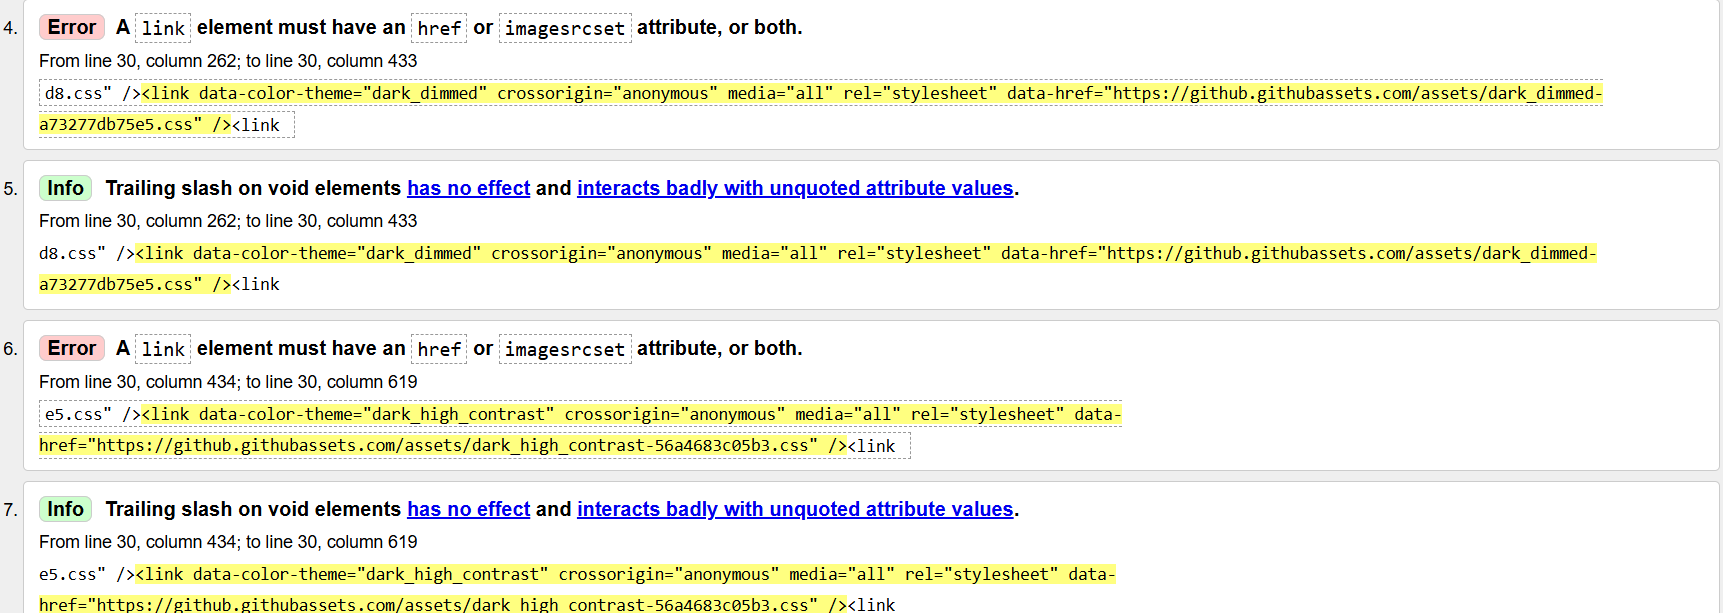 4. Error A link element must have an href or imagesrcset attribute, or both.
From line 30, column 262; to line 30, column 433
d8.css" /><link data-color-theme="dark_dimmed" crossorigin="anonymous" media="all" rel="stylesheet" data-href="https://github.githubassets.com/assets/dark_dimmed-
a73277db75e5.css" /><link
5. Info Trailing slash on void elements has no effect and interacts badly with unquoted attribute values.
From line 30, column 262; to line 30, column 433
d8.css" /><link data-color-theme="dark_dimmed" crossorigin="anonymous" media="all" rel="stylesheet" data-href="https://github.githubassets.com/assets/dark_dimmed-
a73277db75e5.css" /><link
6. Error A link element must have an href or imagesrcset attribute, or both.
From line 30, column 434; to line 30, column 619
e5.css" /><link data-color-theme="dark_high_contrast" crossorigin="anonymous" media="all" rel="stylesheet" data-
href="https://github.githubassets.com/assets/dark_high_contrast-56a4683c05b3.css" /><link
7. Info Trailing slash on void elements has no effect and interacts badly with unquoted attribute values.
From line 30, column 434; to line 30, column 619
e5.css" /><link data-color-theme="dark_high_contrast" crossorigin="anonymous" media="all" rel="stylesheet" data-
href="https://github.githubassets.com/assets/dark_high_contrast-56a4683c05b3.css" /><link